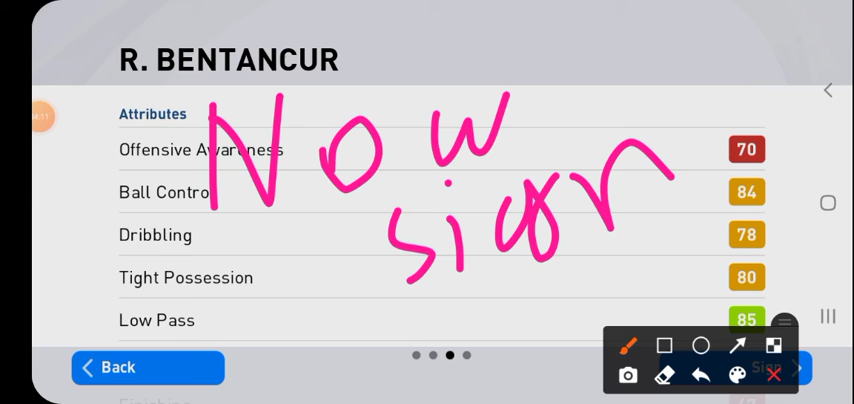 R. BENTANCUR
Attributes
Offensive Awareness 70
Ball Control 84
Dribbling 78
Tight Possession 80
Low Pass 85
Back Sign
Now
sign